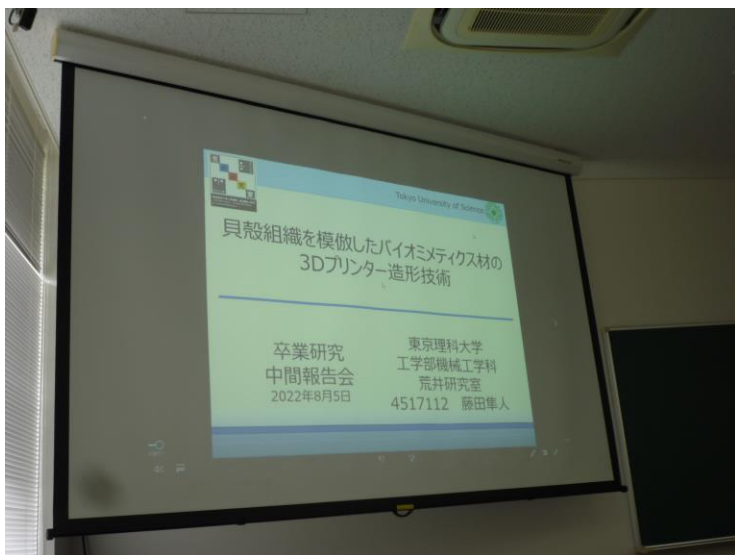 Tokyo University of Science
貝殻組織を模倣したバイオミメティクス材の
3Dプリンター造形技術
卒業研究
中間報告会
2022年8月5日
東京理科大学
工学部機械工学科
荒井研究室
4517112 藤田隼人